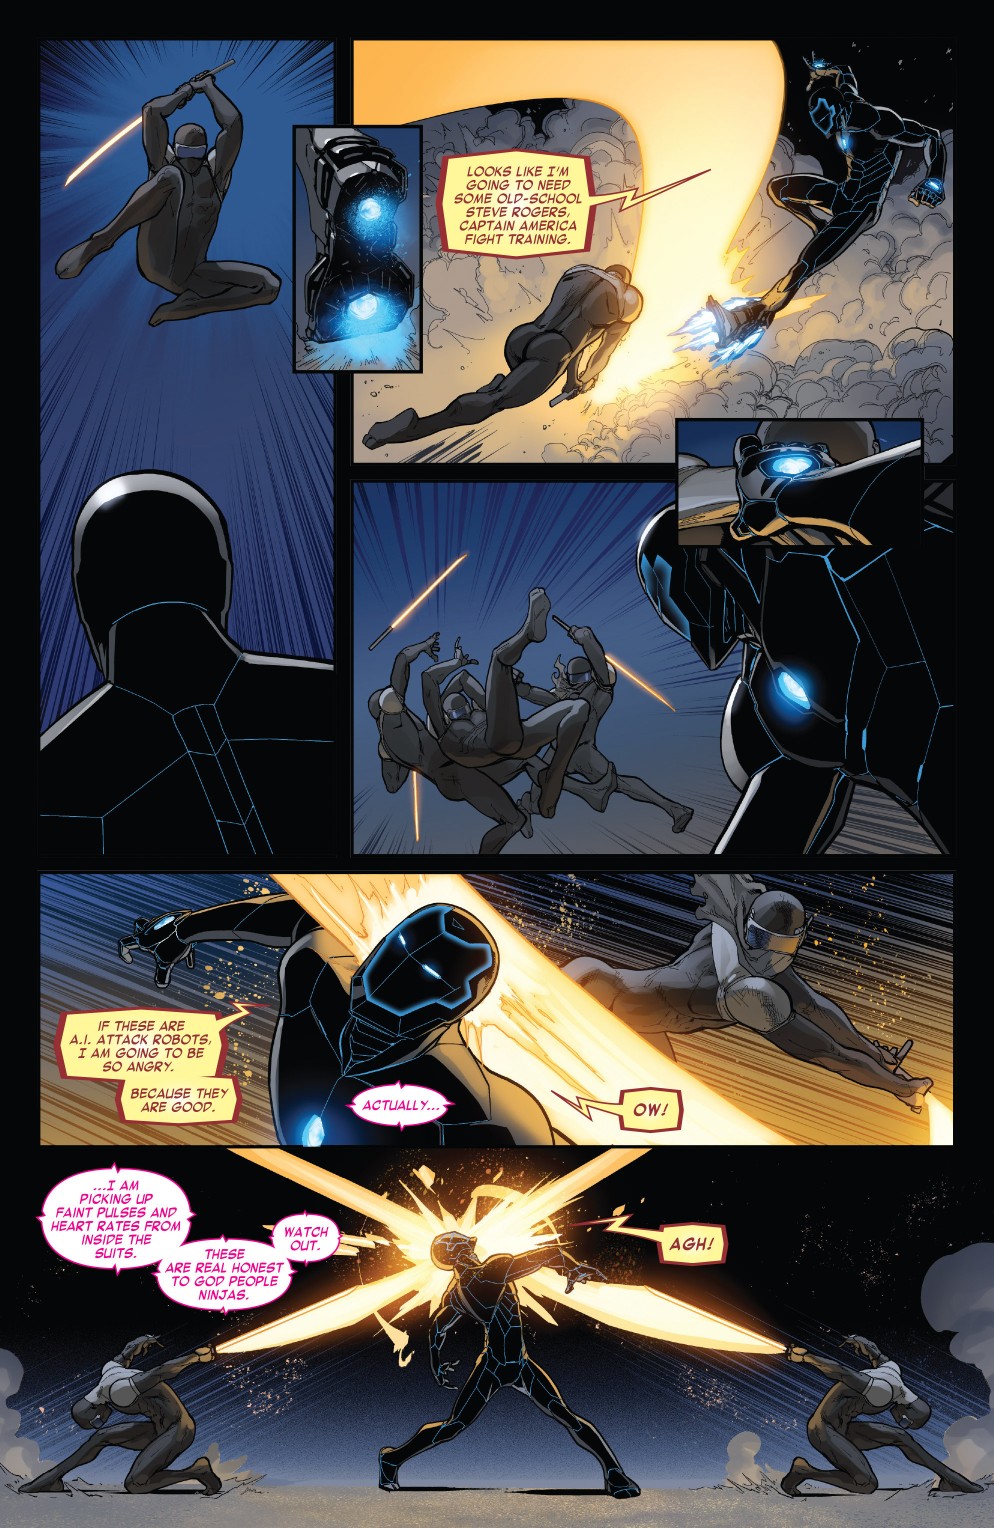 LOOKS LIKE I'M
GOING TO NEED
SOME OLD-SCHOOL
STEVE ROGERS,
CAPTAIN AMERICA
FIGHT TRAINING.
IF THESE ARE
A.I. ATTACK ROBOTS,
I AM GOING TO BE
SO ANGRY.
BECAUSE THEY
ARE GOOD.
ACTUALLY...
OW!
...I AM
PICKING UP
FAINT PULSES AND
HEART RATES FROM
INSIDE THE
SUITS.
THESE
ARE REAL HONEST
TO GOD PEOPLE
NINJAS.
WATCH
OUT.
AGH!